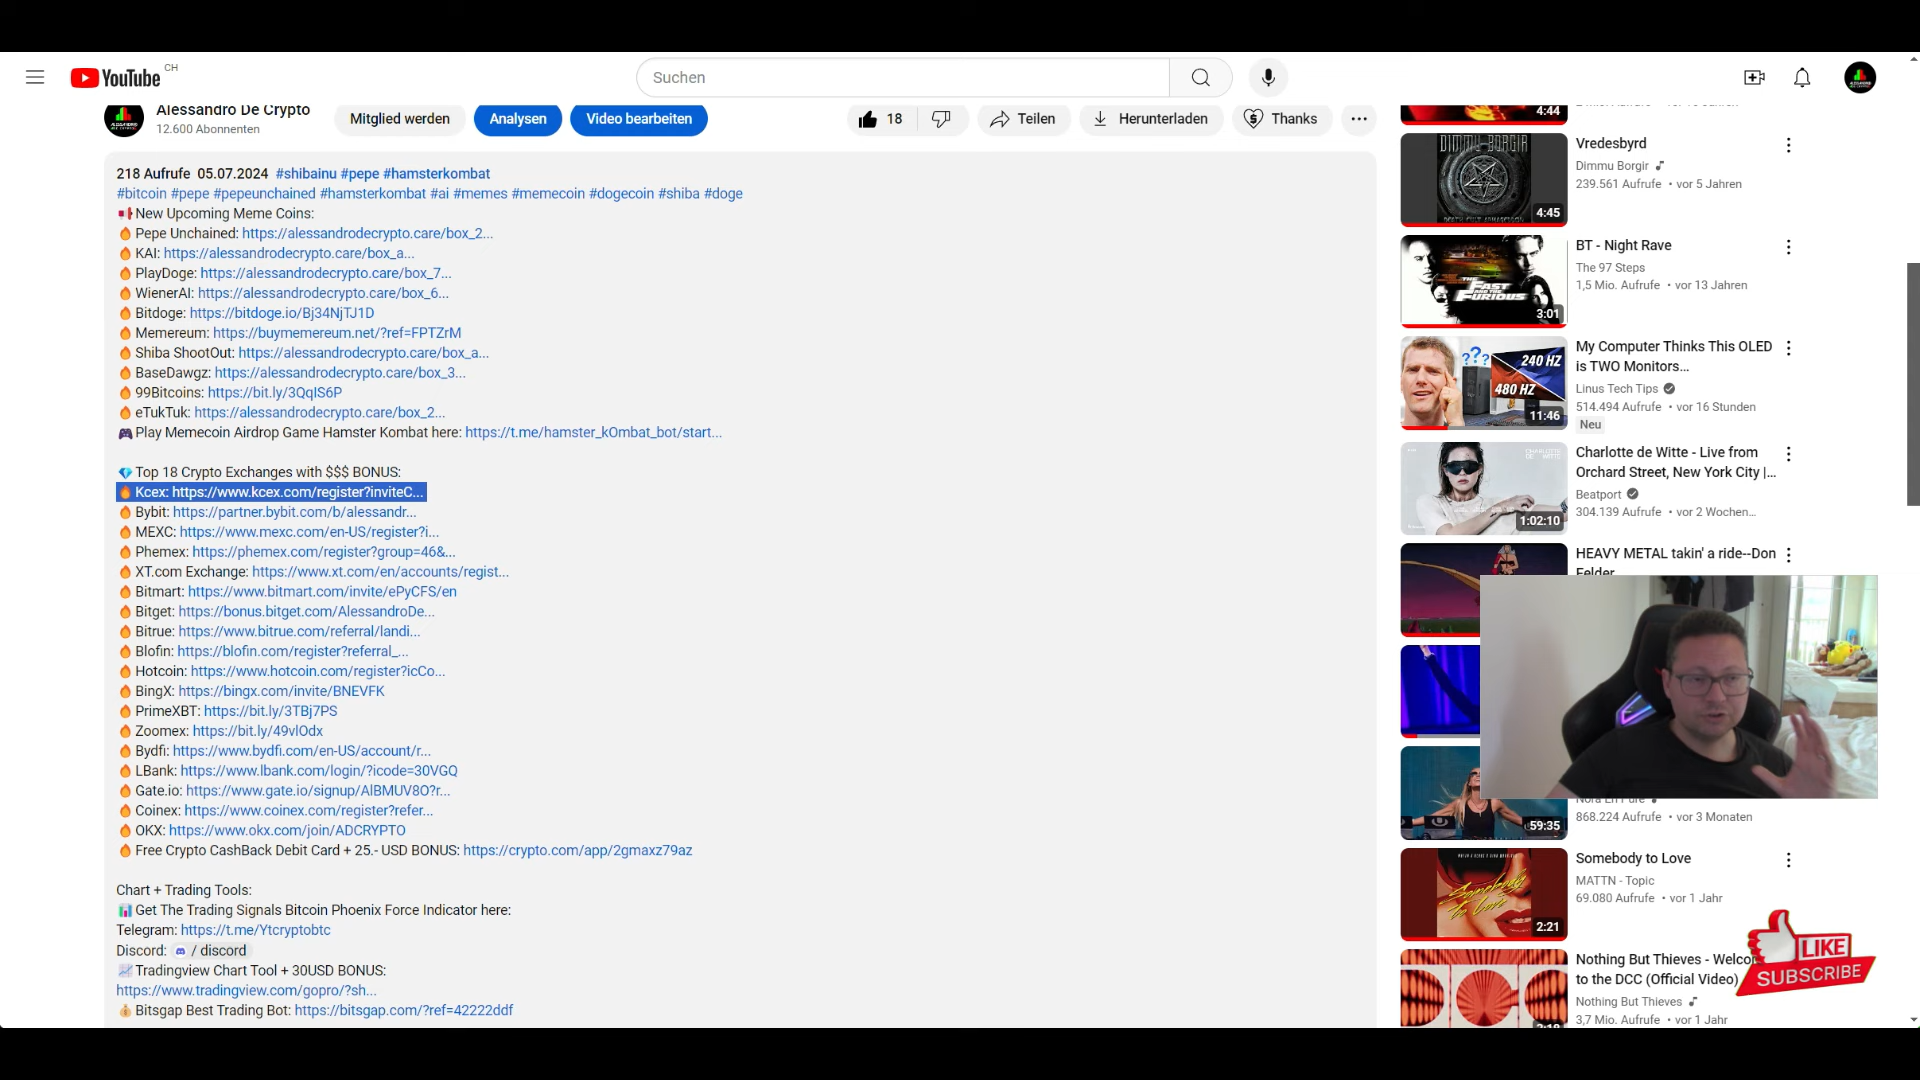 YouTube CH
Suchen
Alessandro De Crypto
12.600 Abonnenten
Mitglied werden
Analysen
Video bearbeiten
18
Teilen
Herunterladen
Thanks
218 Aufrufe 05.07.2024 #shibainu #pepe #hamsterkombat
#bitcoin #pepe #pepeunchained #hamsterkombat #ai #memes #memecoin #dogecoin #shiba #doge
New Upcoming Meme Coins:
Pepe Unchained: https://alessandrodecrypto.care/box_2...
KAI: https://alessandrodecrypto.care/box_a...
PlayDoge: https://alessandrodecrypto.care/box_7...
WienerAI: https://alessandrodecrypto.care/box_6...
Bitdoge: https://bitdoge.io/Bj34NjTJ1D
Memereum: https://buymemereum.net/?ref=FPTZrM
Shiba ShootOut: https://alessandrodecrypto.care/box_a...
BaseDawgz: https://alessandrodecrypto.care/box_3...
99Bitcoins: https://bit.ly/3QqIS6P
eTukTuk: https://alessandrodecrypto.care/box_2...
Play Memecoin Airdrop Game Hamster Kombat here: https://t.me/hamster_kOmbat_bot/start...
Top 18 Crypto Exchanges with $$$ BONUS:
Kcex: https://www.kcex.com/register?inviteC...
Bybit: https://partner.bybit.com/b/alessandr...
MEXC: https://www.mexc.com/en-US/register?i...
Phemex: https://phemex.com/register?group=46&...
XT.com Exchange: https://www.xt.com/en/accounts/regist...
Bitmart: https://www.bitmart.com/invite/ePyCFS/en
Bitget: https://bonus.bitget.com/AlessandroDe...
Bitrue: https://www.bitrue.com/referral/landi...
Blofin: https://blofin.com/register?referral_...
Hotcoin: https://www.hotcoin.com/register?icCo...
BingX: https://bingx.com/invite/BNEVFK
PrimeXBT: https://bit.ly/3TBj7PS
Zoomex: https://bit.ly/49vlOdx
Bydfi: https://www.bydfi.com/en-US/account/r...
LBank: https://www.lbank.com/login/?icode=30VGQ
Gate.io: https://www.gate.io/signup/AlBMUV8O?r...
Coinex: https://www.coinex.com/register?refer...
OKX: https://www.okx.com/join/ADCRYPTO
Free Crypto CashBack Debit Card + 25.- USD BONUS: https://crypto.com/app/2gmaxz79az
Chart + Trading Tools:
Get The Trading Signals Bitcoin Phoenix Force Indicator here:
Telegram: https://t.me/Ytcryptobtc
Discord: / discord
Tradingview Chart Tool + 30USD BONUS:
https://www.tradingview.com/gopro/?sh...
Bitsgap Best Trading Bot: https://bitsgap.com/?ref=42222ddf
4:44
DIMMU BORGIR
4:45
Vredesbyrd
Dimmu Borgir
239.561 Aufrufe • vor 5 Jahren
THE FAST AND THE FURIOUS
3:01
BT - Night Rave
The 97 Steps
1,5 Mio. Aufrufe • vor 13 Jahren
???
240 HZ
480 HZ
11:46
My Computer Thinks This OLED
is TWO Monitors...
Linus Tech Tips
514.494 Aufrufe • vor 16 Stunden
Neu
1:02:10
Charlotte de Witte - Live from
Orchard Street, New York City |...
Beatport
304.139 Aufrufe • vor 2 Wochen...
HEAVY METAL takin' a ride--Don
Felder
59:35
Nora En Pure
868.224 Aufrufe • vor 3 Monaten
Somebody to Love
2:21
Somebody to Love
MATTN - Topic
69.080 Aufrufe • vor 1 Jahr
Nothing But Thieves - Welco
to the DCC (Official Video)
Nothing But Thieves
3,7 Mio. Aufrufe • vor 1 Jahr
LIKE
SUBSCRIBE